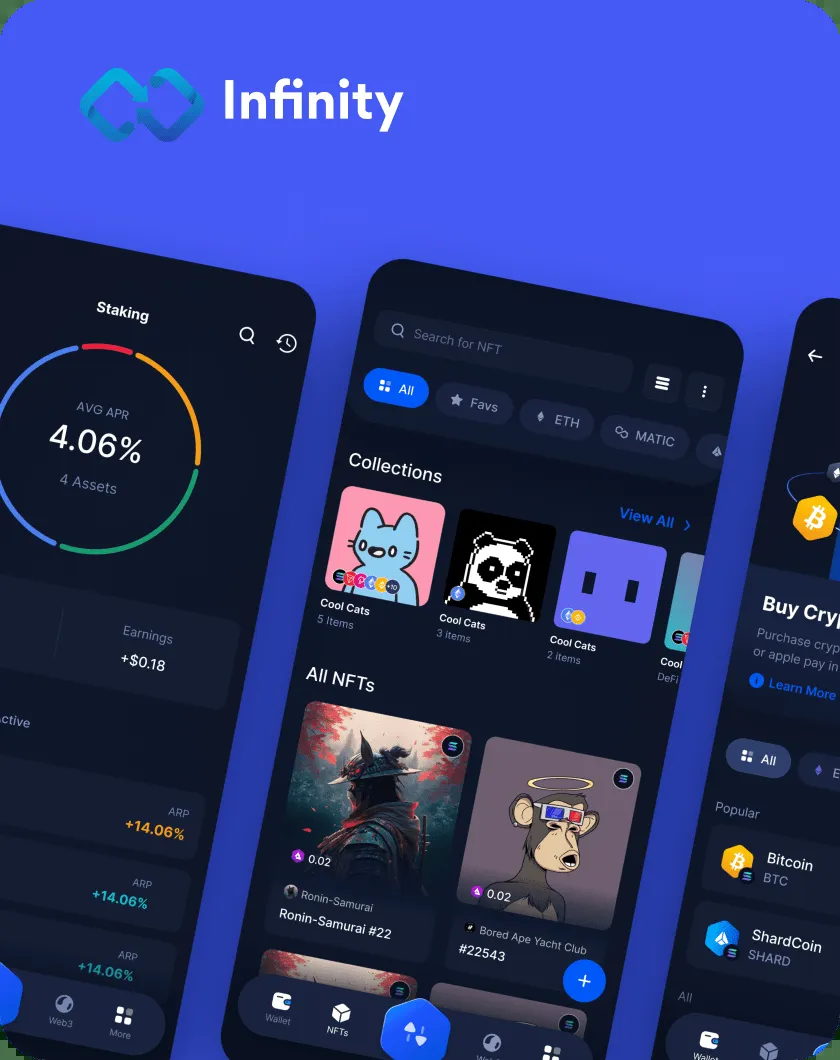 Infinity
Staking
AVG APR
4.06%
4 Assets
Earnings
+$0.18
ctive
ARP
+14.06%
ARP
+14.06%
ARP
+14.06%
Web3
More
Search for NFT
All
Favs
ETH
MATIC
Collections
View All
+10
Cool Cats
5 Items
Cool Cats
3 items
Cool Cats
2 items
Cool
DeFi
All NFTs
0.02
Ronin-Samurai
Ronin-Samurai #22
0.02
Bored Ape Yacht Club
#22543
Wallet
NFTs
Buy Cryp
Purchase cryp
or apple pay in
Learn More
All
E
Popular
Bitcoin
BTC
ShardCoin
SHARD
All
Wallet